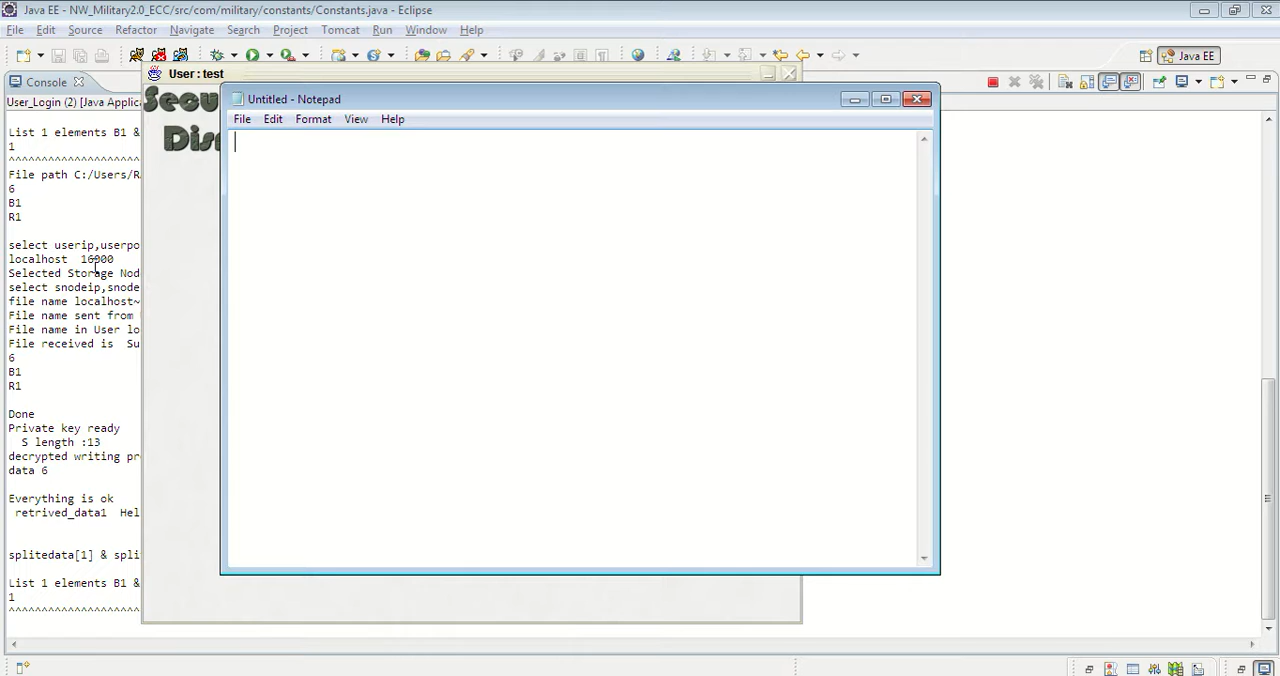 Java EE - NW_Military2.0_ECC/src/com/military/constants/Constants.java - Eclipse
File Edit Source Refactor Navigate Search Project Tomcat Run Window Help
Java EE
Console
User : test
User_Login (2) [Java Applic
Secu
Untitled - Notepad
File Edit Format View Help
List 1 elements B1 &
Dis
1
^^^^^^^^^^^^^^^^^^^^
File path C:/Users/R
6
B1
R1
select userip,userpo
localhost 16000
Selected Storage Nod
select snodeip,snode
file name localhost~
File name sent from
File name in User lo
File received is Su
6
B1
R1
Done
Private key ready
S length :13
decrypted writing pr
data 6
Everything is ok
retrived_data1 Hel
splitedata[1] & spli
List 1 elements B1 &
1
^^^^^^^^^^^^^^^^^^^^